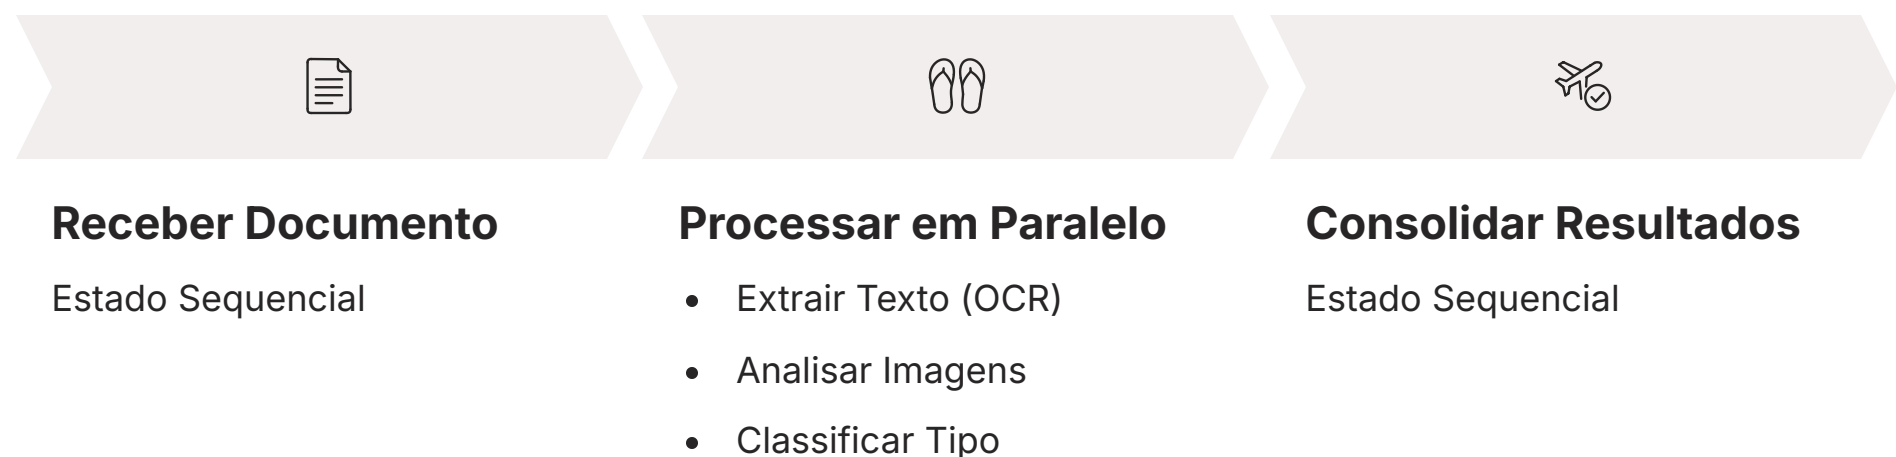 Receber Documento
Estado Sequencial
Processar em Paralelo
Extrair Texto (OCR)
Analisar Imagens
Classificar Tipo
Consolidar Resultados
Estado Sequencial